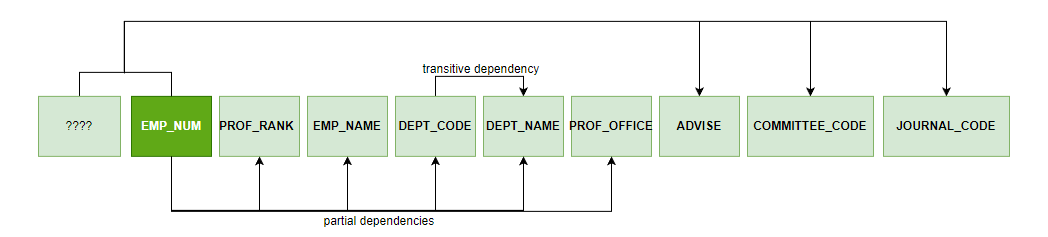 transitive dependency
????
EMP_NUM
PROF_RANK
EMP_NAME
DEPT_CODE
DEPT_NAME
PROF_OFFICE
ADVISE
COMMITTEE_CODE
JOURNAL_CODE
partial dependencies